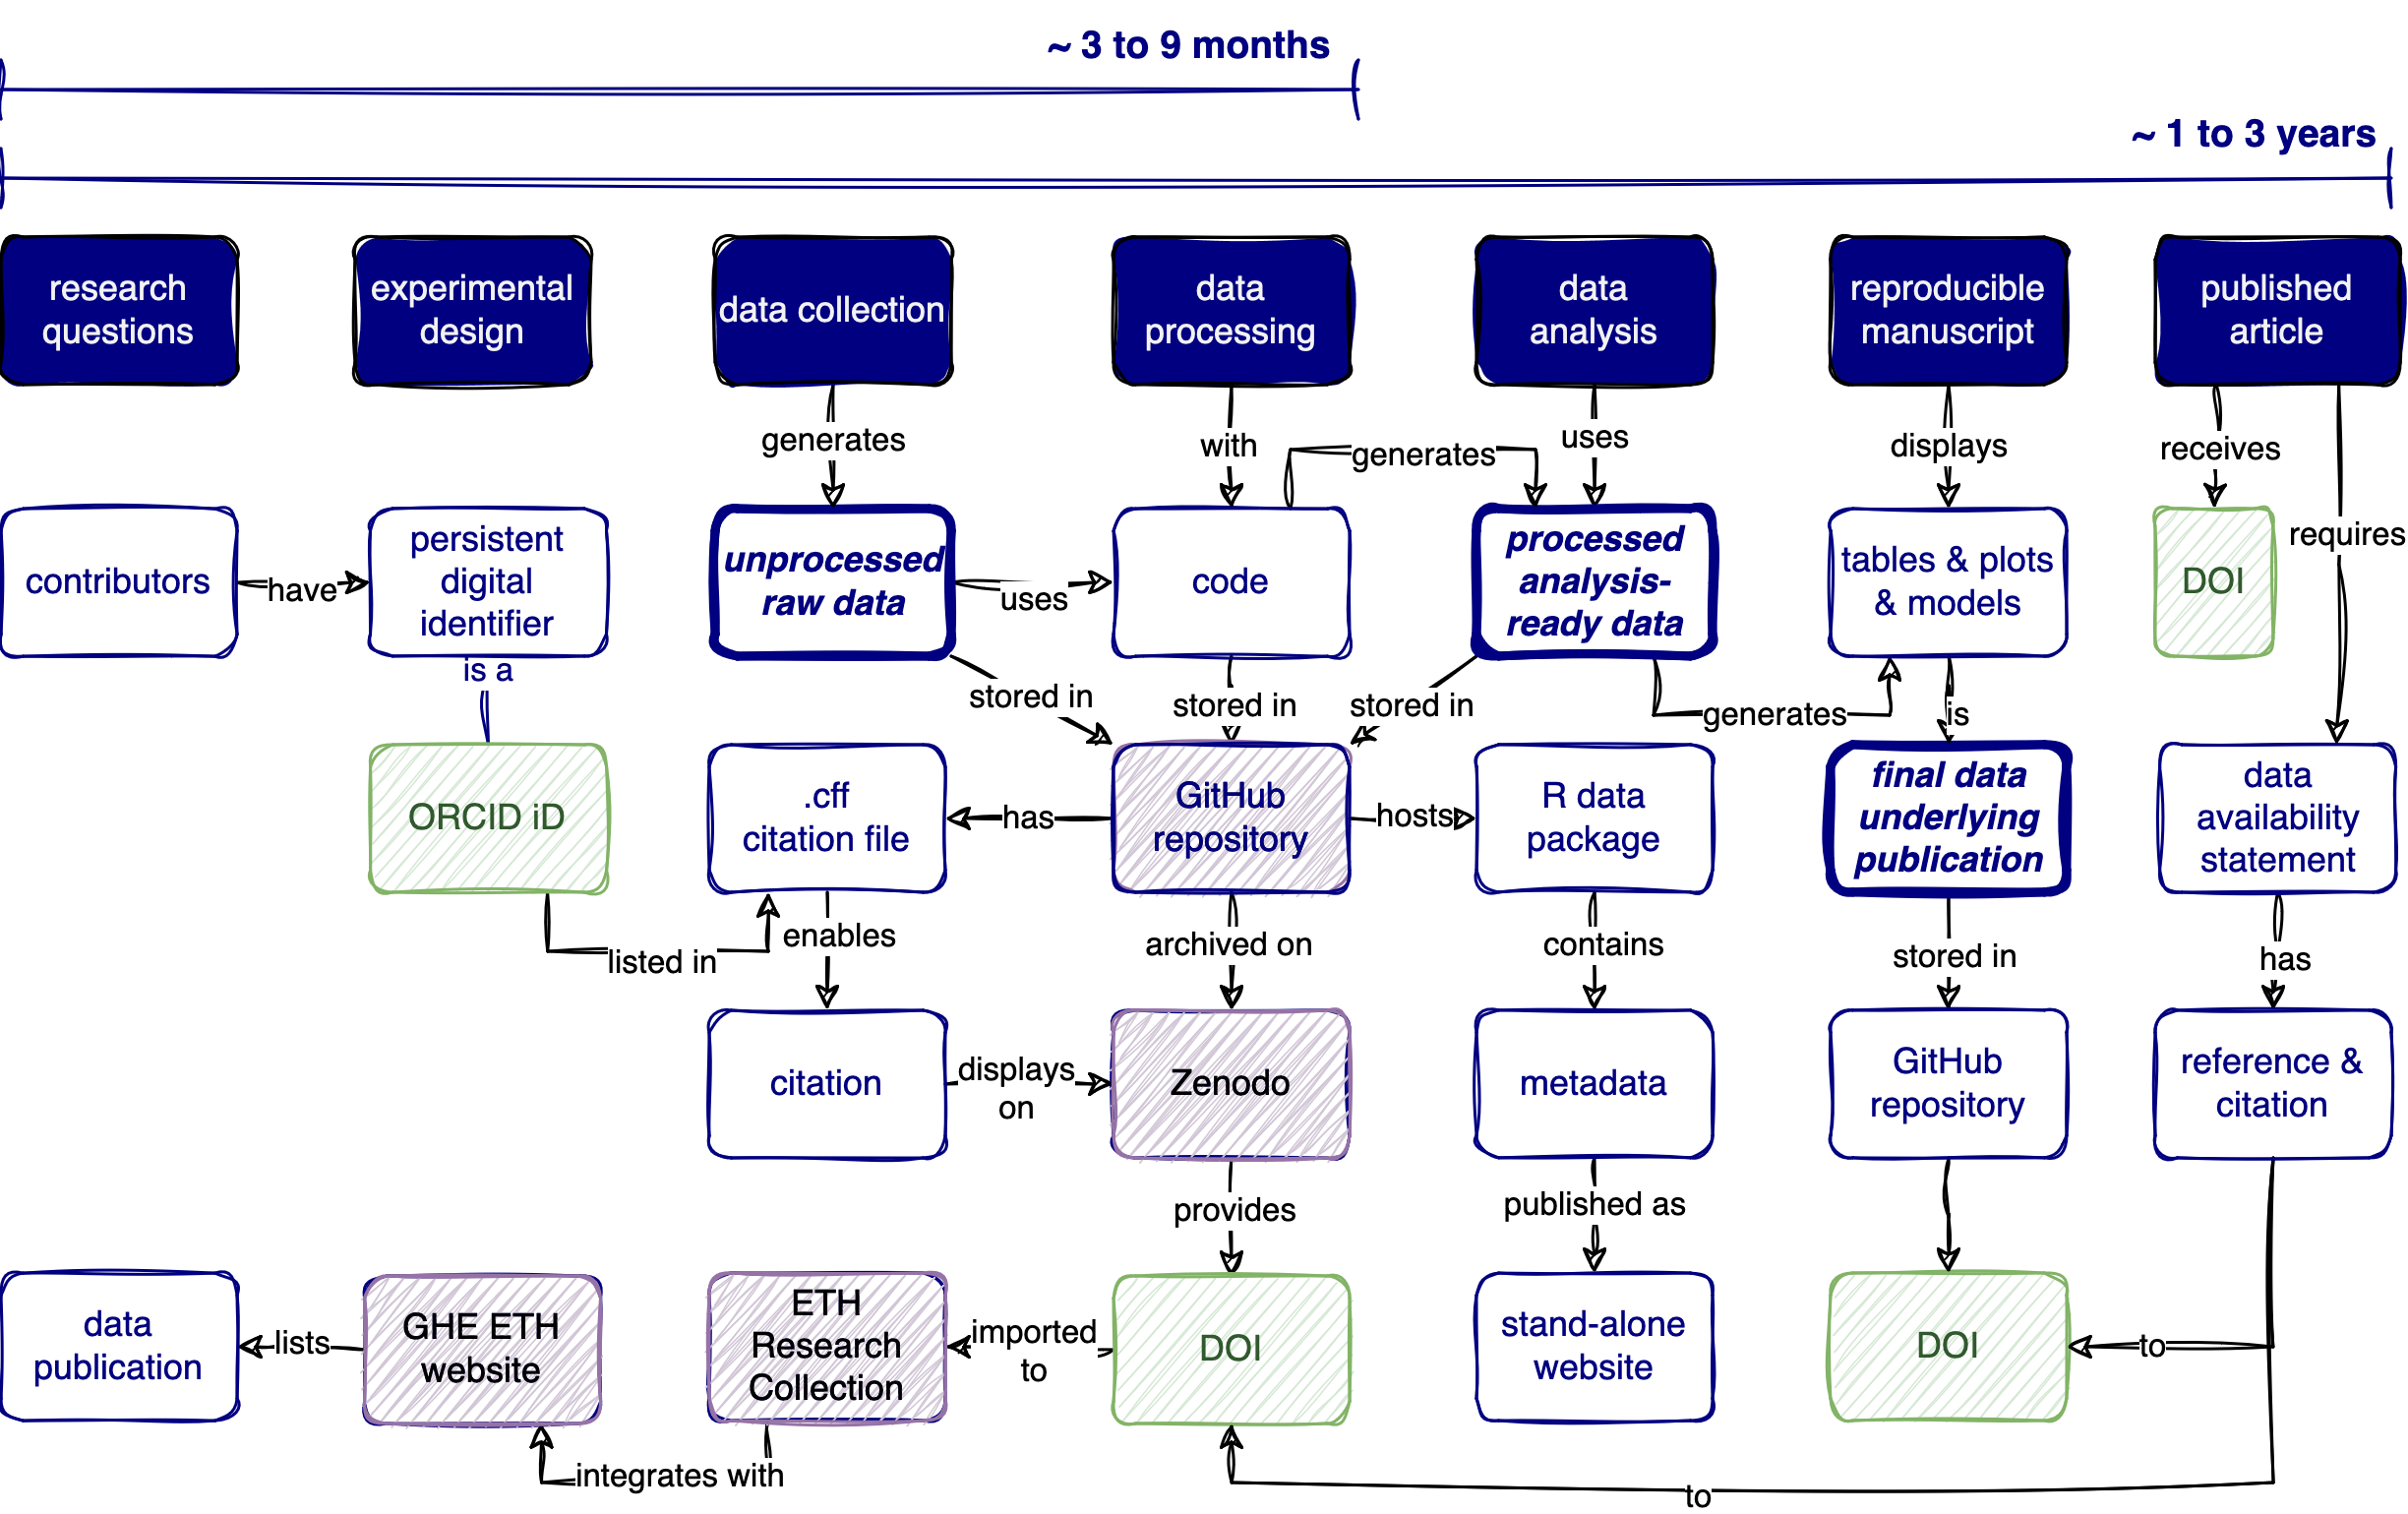 ~ 3 to 9 months
~ 1 to 3 years
research
questions
experimental
design
data collection
data
processing
data
analysis
reproducible
manuscript
published
article
generates
with
generates
uses
displays
receives
requires
contributors
have
persistent
digital
identifier
unprocessed
raw data
uses
code
processed
analysis-
ready data
tables & plots
& models
DOI
is a
stored in
stored in
stored in
generates
is
ORCID iD
.cff
citation file
has
GitHub
repository
hosts
R data
package
final data
underlying
publication
data
availability
statement
listed in
enables
archived on
contains
stored in
has
citation
displays
on
Zenodo
metadata
GitHub
repository
reference &
citation
provides
published as
data
publication
lists
GHE ETH
website
ETH
Research
Collection
imported
to
DOI
stand-alone
website
DOI
to
integrates with
to